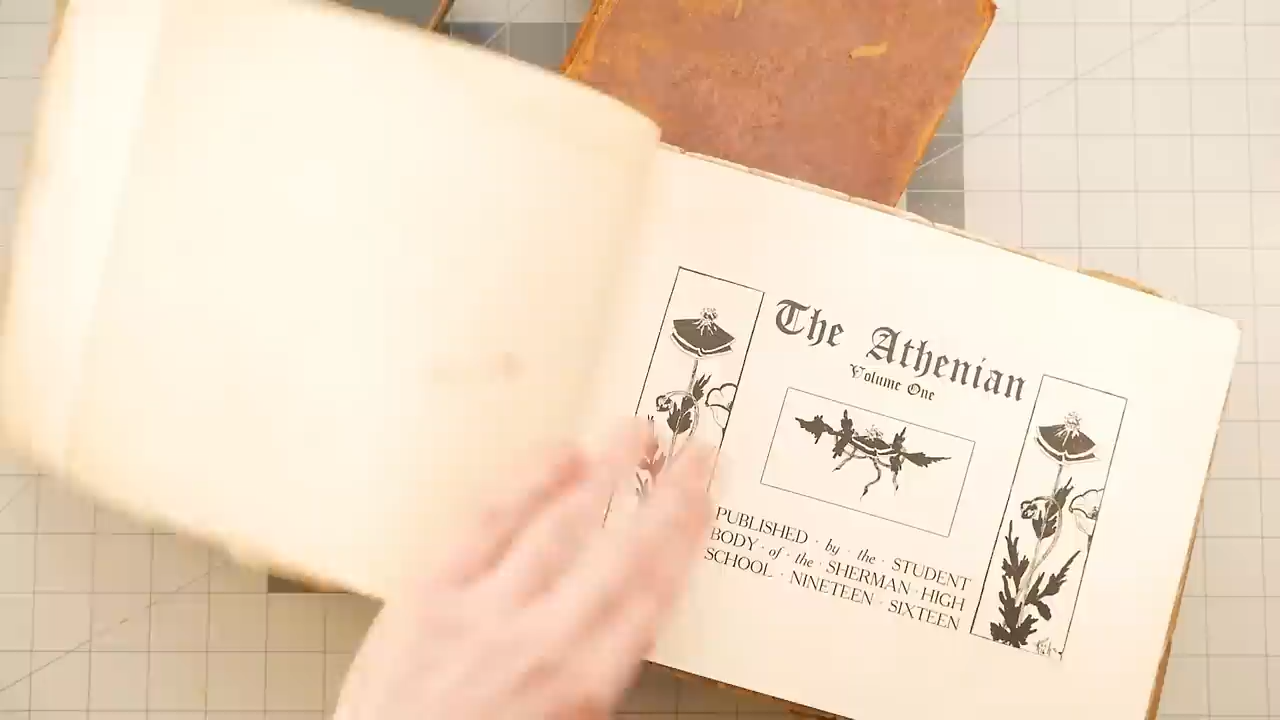 The Athenian
Volume One
PUBLISHED · by · the · STUDENT
BODY · of · the · SHERMAN · HIGH
SCHOOL · NINETEEN · SIXTEEN